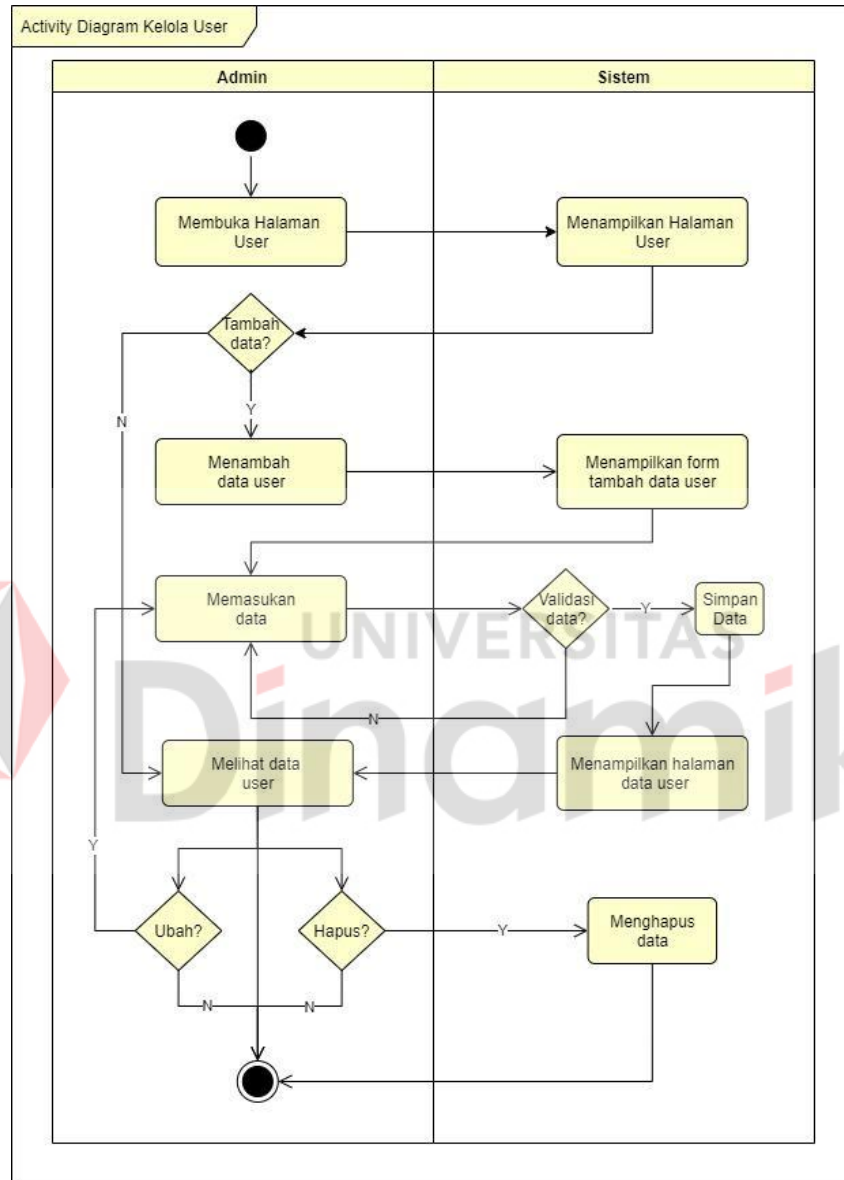 Activity Diagram Kelola User
Admin
Sistem
Membuka Halaman
User
Menampilkan Halaman
User
Tambah
data?
N
Y
Menambah
data user
Menampilkan form
tambah data user
Memasukan
data
Validasi
data?
Y
Simpan
Data
UNIVERSITAS
Dinamik
N
Melihat data
user
Menampilkan halaman
data user
Y
Ubah?
Hapus?
Y
Menghapus
data
N
N